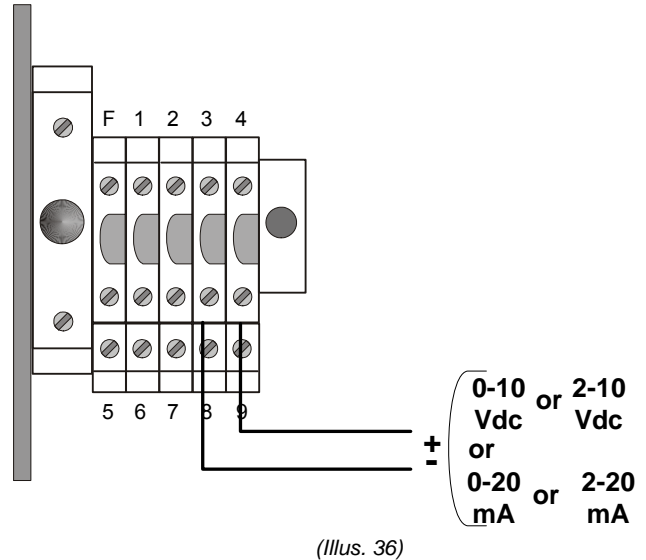 F 1 2 3 4
5 6 7 8 9
+
-
0-10 or 2-10
Vdc Vdc
or
0-20 or 2-20
mA mA
(Illus. 36)